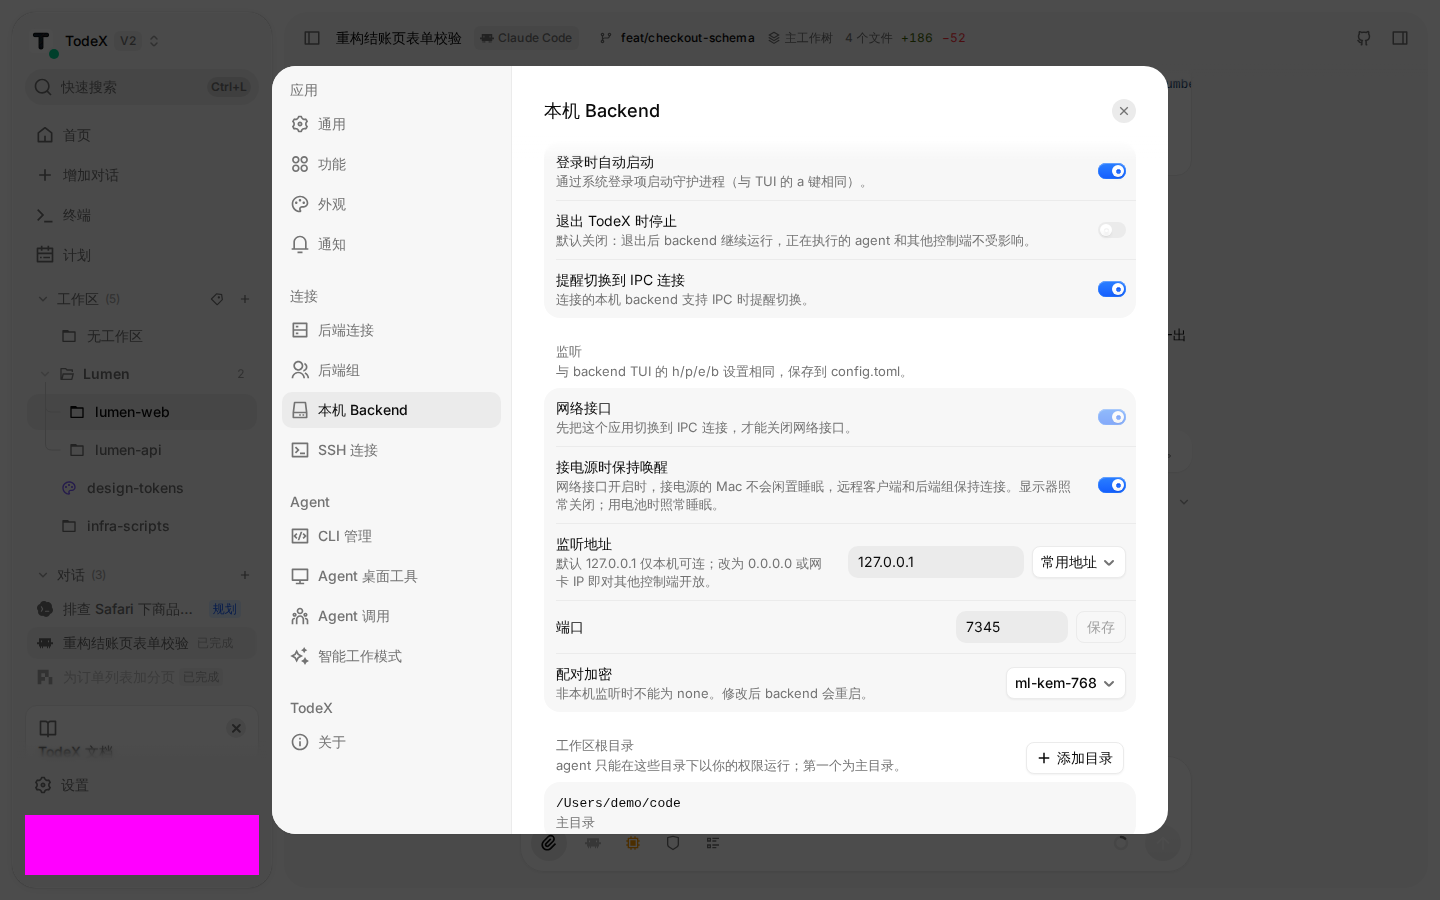 TodeX V2
快速搜索 Ctrl+L
首页
增加对话
终端
计划
工作区 (5)
无工作区
Lumen 2
lumen-web
lumen-api
design-tokens
infra-scripts
对话 (3)
排查 Safari 下商品... 规划
重构结账页表单校验 已完成
为订单列表加分页 已完成
TodeX 文档
设置
重构结账页表单校验 Claude Code feat/checkout-schema 主工作树 4 个文件 +186 −52
应用
通用
功能
外观
通知
连接
后端连接
后端组
本机 Backend
SSH 连接
Agent
CLI 管理
Agent 桌面工具
Agent 调用
智能工作模式
TodeX
关于
本机 Backend
登录时自动启动
通过系统登录项启动守护进程（与 TUI 的 a 键相同）。
退出 TodeX 时停止
默认关闭：退出后 backend 继续运行，正在执行的 agent 和其他控制端不受影响。
提醒切换到 IPC 连接
连接的本机 backend 支持 IPC 时提醒切换。
监听
与 backend TUI 的 h/p/e/b 设置相同，保存到 config.toml。
网络接口
先把这个应用切换到 IPC 连接，才能关闭网络接口。
接电源时保持唤醒
网络接口开启时，接电源的 Mac 不会闲置睡眠，远程客户端和后端组保持连接。显示器照
常关闭；用电池时照常睡眠。
监听地址
默认 127.0.0.1 仅本机可连；改为 0.0.0.0 或网
卡 IP 即对其他控制端开放。
127.0.0.1 常用地址
端口 7345 保存
配对加密
非本机监听时不能为 none。修改后 backend 会重启。
ml-kem-768
工作区根目录
agent 只能在这些目录下以你的权限运行；第一个为主目录。
添加目录
/Users/demo/code
主目录